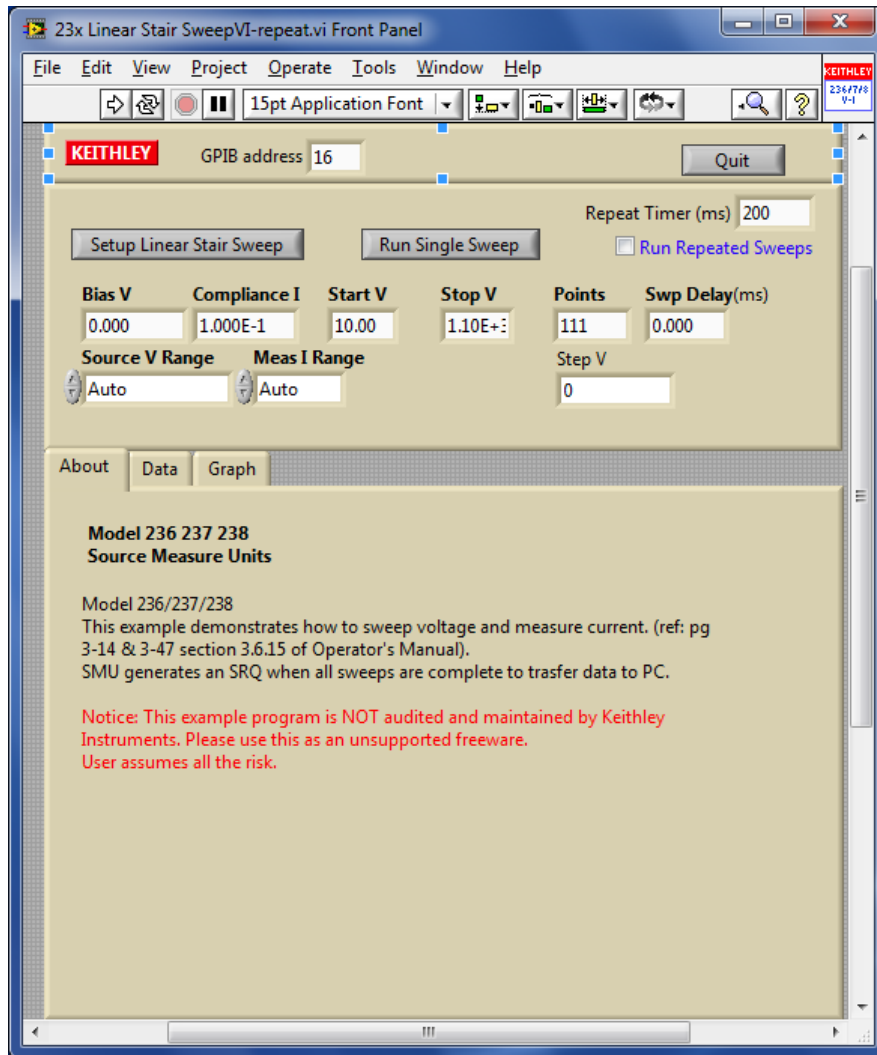 23x Linear Stair SweepVI-repeat.vi Front Panel
File Edit View Project Operate Tools Window Help
15pt Application Font
KEITHLEY
236/7/8
V-I
KEITHLEY GPIB address 16 Quit
Repeat Timer (ms) 200
Setup Linear Stair Sweep Run Single Sweep Run Repeated Sweeps
Bias V Compliance I Start V Stop V Points Swp Delay(ms)
0.000 1.000E-1 10.00 1.10E+ 111 0.000
Source V Range Meas I Range Step V
Auto Auto 0
About Data Graph
Model 236 237 238
Source Measure Units
Model 236/237/238
This example demonstrates how to sweep voltage and measure current. (ref: pg
3-14 & 3-47 section 3.6.15 of Operator's Manual).
SMU generates an SRQ when all sweeps are complete to trasfer data to PC.
Notice: This example program is NOT audited and maintained by Keithley
Instruments. Please use this as an unsupported freeware.
User assumes all the risk.